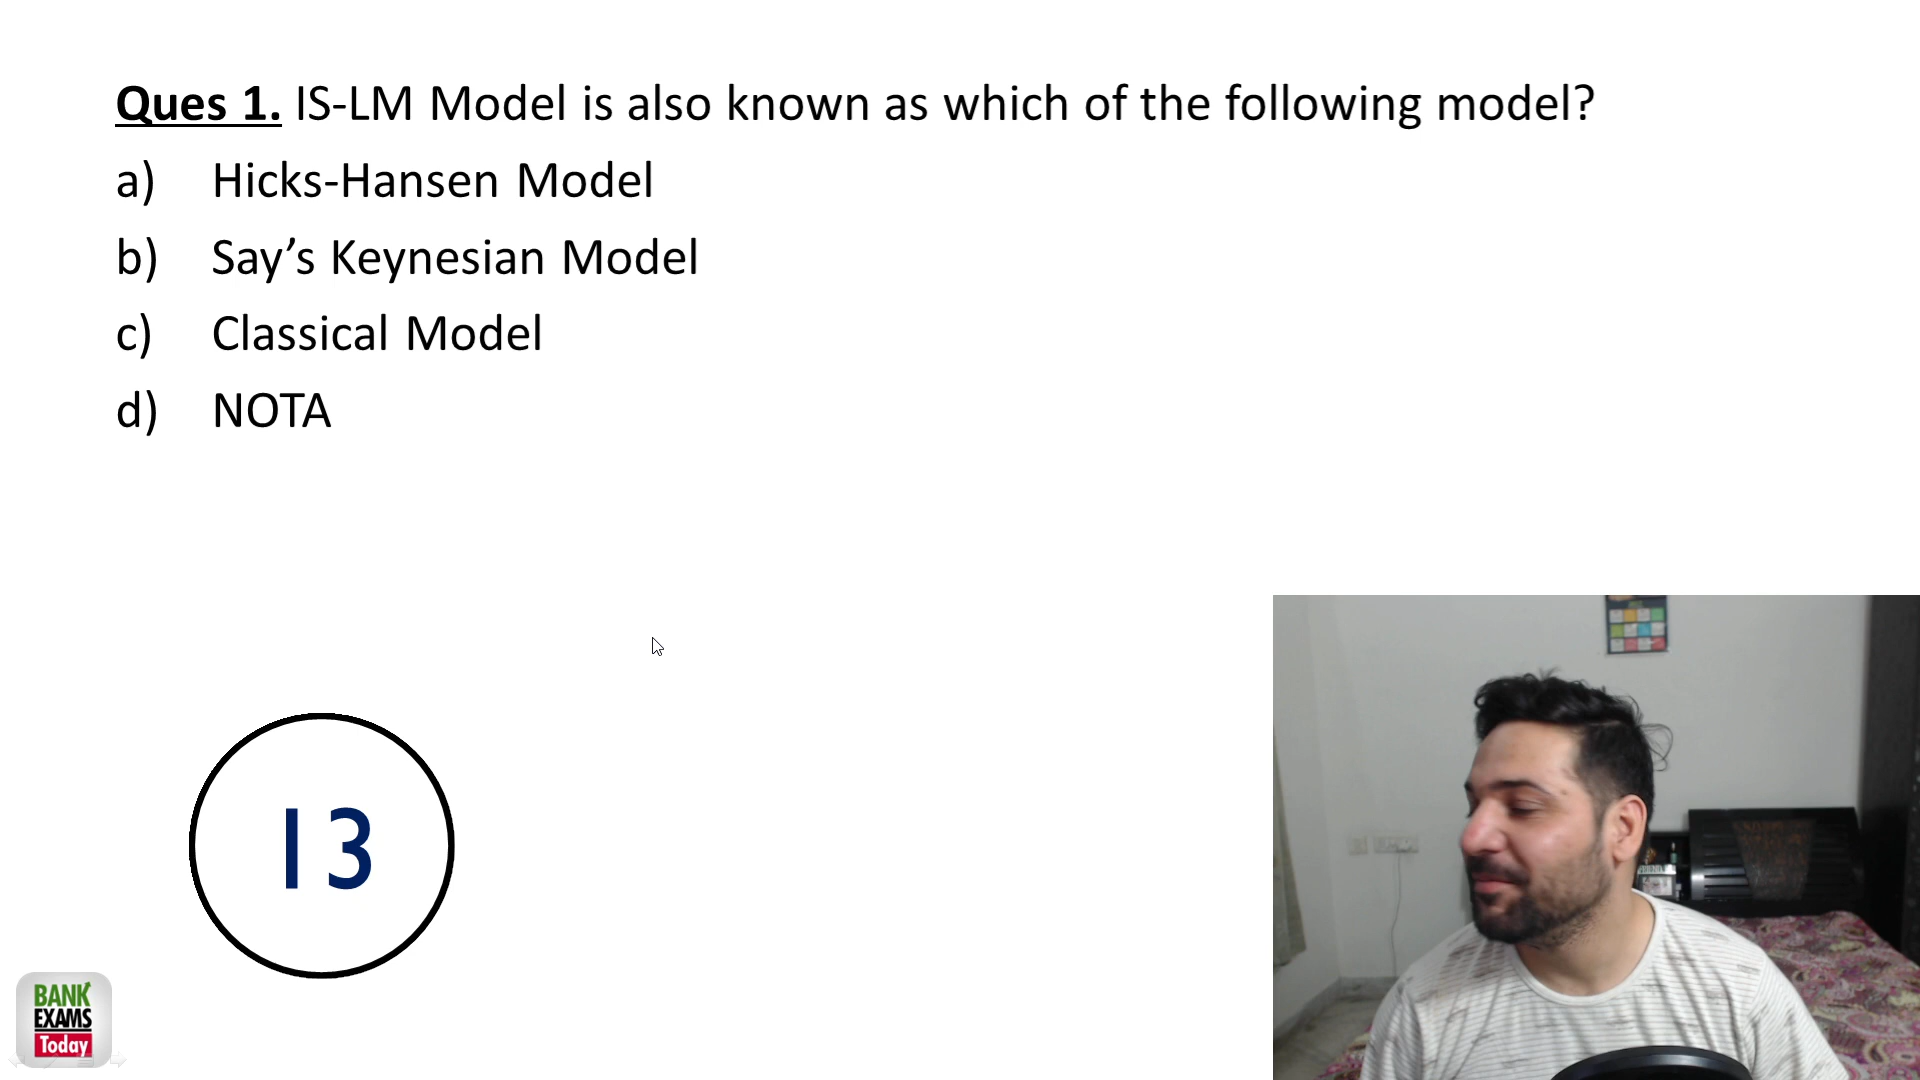 Ques 1. IS-LM Model is also known as which of the following model?
a) Hicks-Hansen Model
b) Say’s Keynesian Model
c) Classical Model
d) NOTA
13
BANK
EXAMS
Today